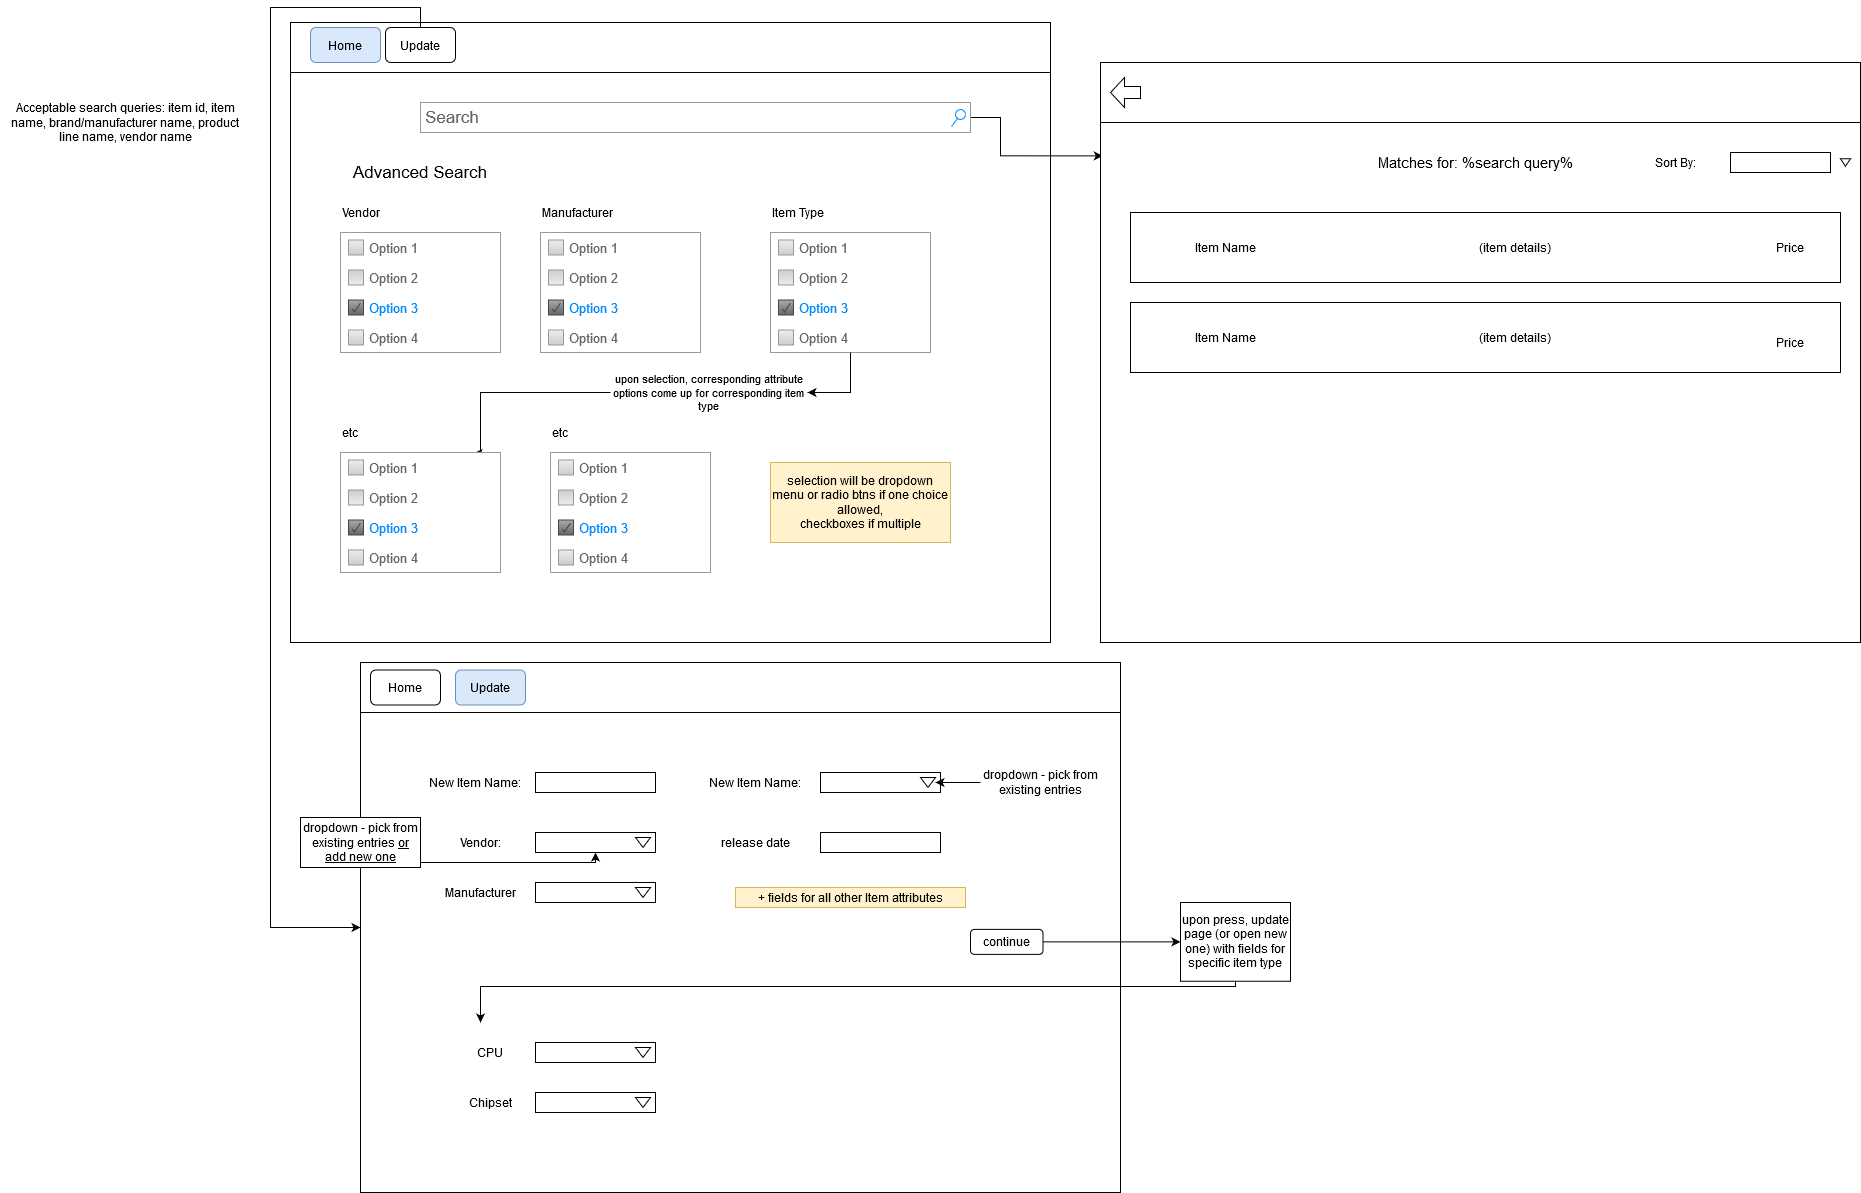 Home
Update
Acceptable search queries: item id, item
name, brand/manufacturer name, product
line name, vendor name
Search
Advanced Search
Vendor
Manufacturer
Item Type
Option 1
Option 2
Option 3
Option 4
Option 1
Option 2
Option 3
Option 4
Option 1
Option 2
Option 3
Option 4
upon selection, corresponding attribute
options come up for corresponding item
type
etc
etc
Option 1
Option 2
Option 3
Option 4
Option 1
Option 2
Option 3
Option 4
selection will be dropdown
menu or radio btns if one choice
allowed,
checkboxes if multiple
Matches for: %search query%
Sort By:
Item Name
(item details)
Price
Item Name
(item details)
Price
Home
Update
New Item Name:
New Item Name:
dropdown - pick from
existing entries
dropdown - pick from
existing entries or
add new one
Vendor:
release date
Manufacturer
+ fields for all other Item attributes
continue
upon press, update
page (or open new
one) with fields for
specific item type
CPU
Chipset